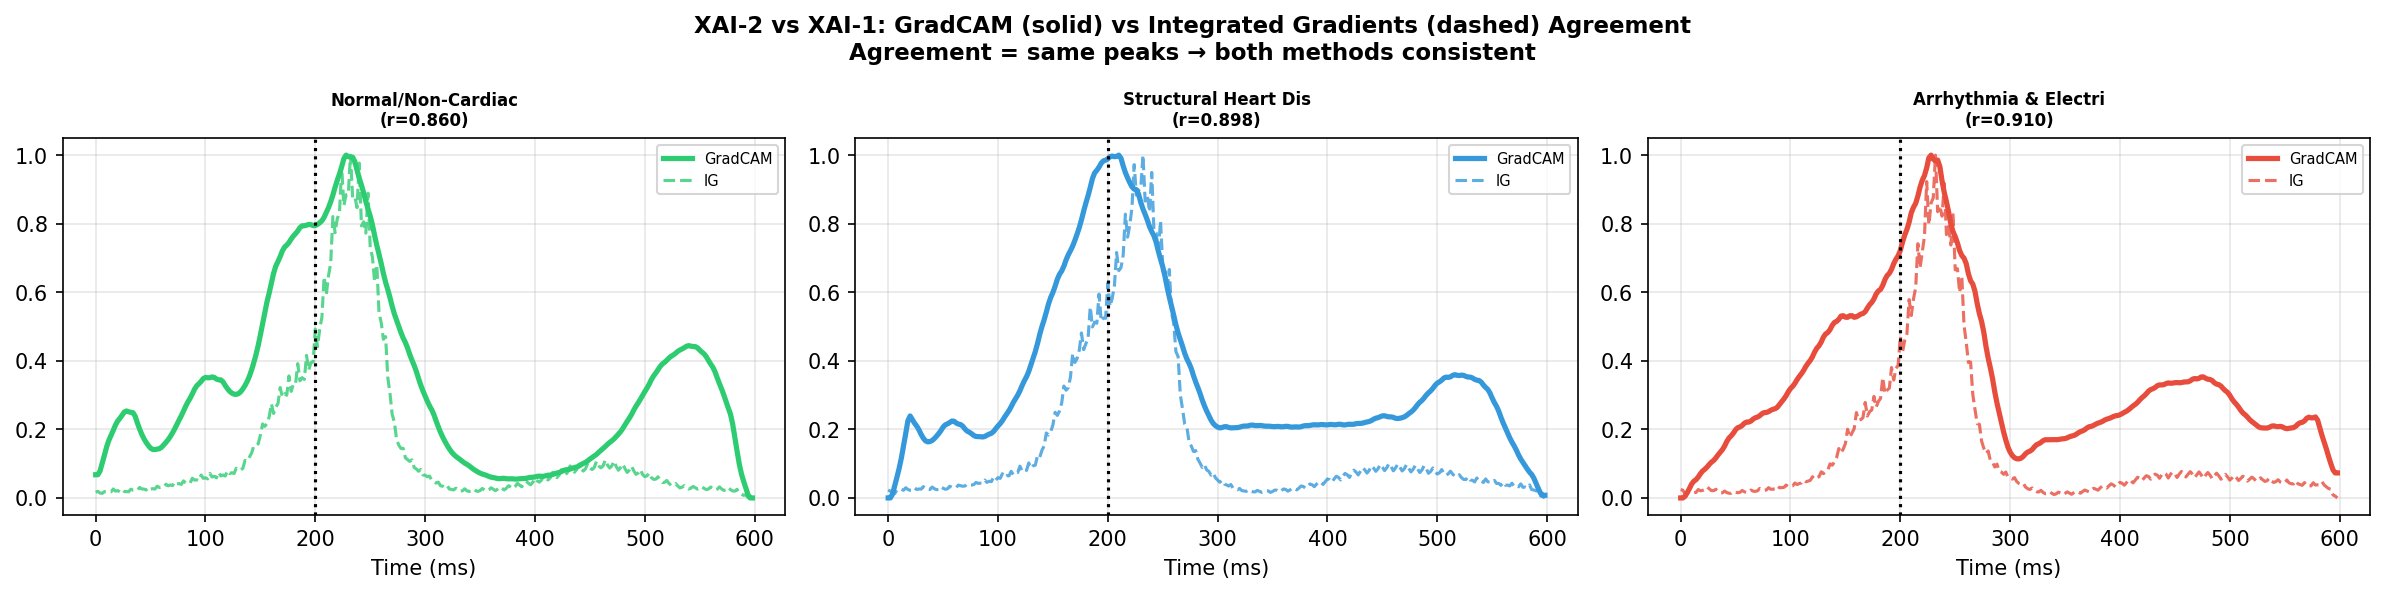 XAI-2 vs XAI-1: GradCAM (solid) vs Integrated Gradients (dashed) Agreement
Agreement = same peaks → both methods consistent
Normal/Non-Cardiac
(r=0.860)
1.0
0.8
0.6
0.4
0.2
0.0
GradCAM
IG
0 100 200 300 400 500 600
Time (ms)
Structural Heart Dis
(r=0.898)
1.0
0.8
0.6
0.4
0.2
0.0
GradCAM
IG
0 100 200 300 400 500 600
Time (ms)
Arrhythmia & Electri
(r=0.910)
1.0
0.8
0.6
0.4
0.2
0.0
GradCAM
IG
0 100 200 300 400 500 600
Time (ms)